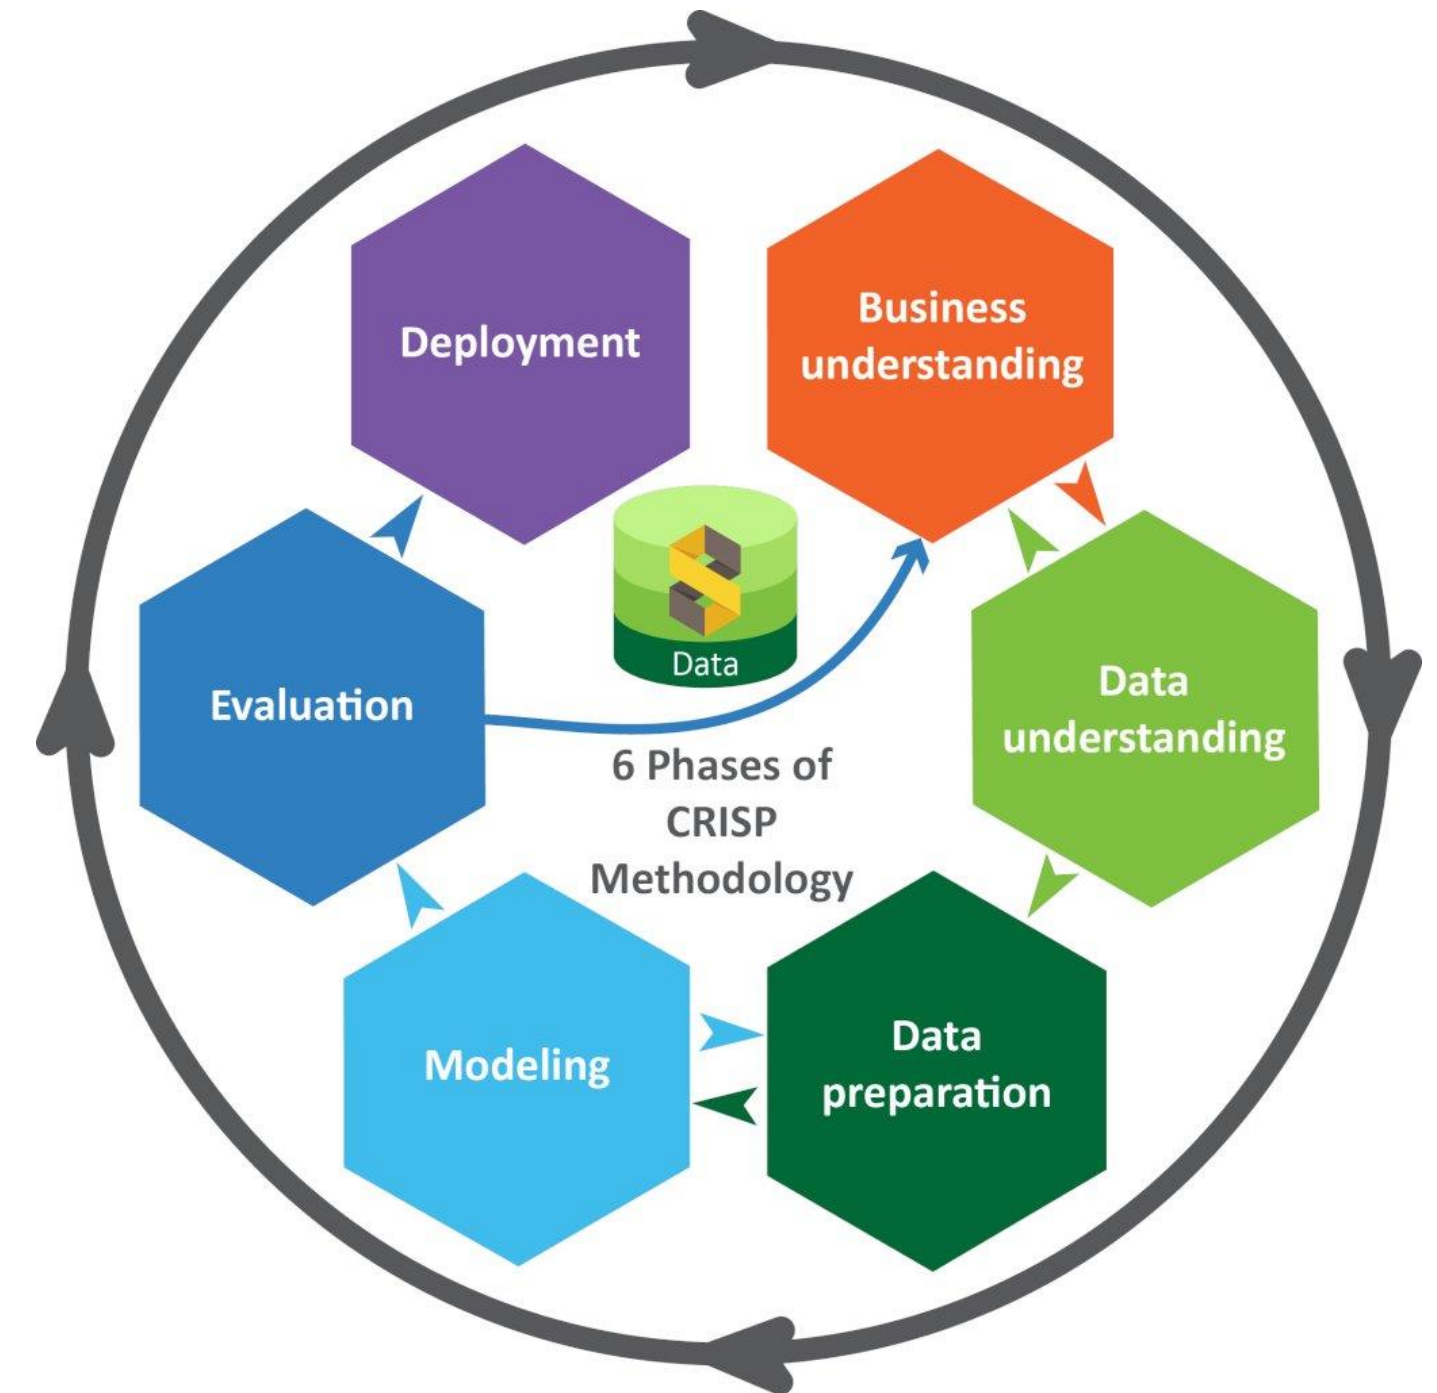 Deployment
Business
understanding
Data
Evaluation
Data
understanding
6 Phases of
CRISP
Methodology
Modeling
Data
preparation